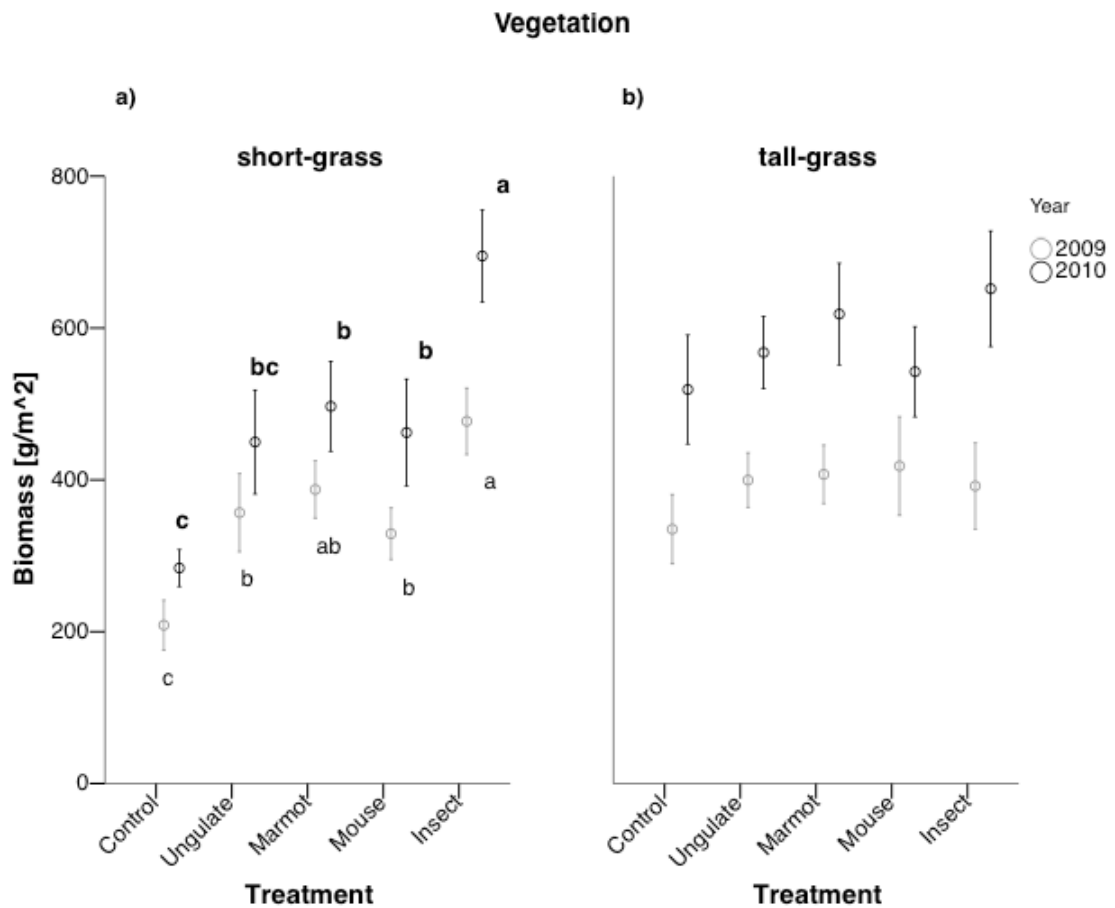 Vegetation
a)
short-grass
800
600
400
200
0
Biomass [g/m^2]
c
bc
b
b
a
c
b
ab
b
a
Control
Ungulate
Marmot
Mouse
Insect
Treatment
b)
tall-grass
Control
Ungulate
Marmot
Mouse
Insect
Treatment
Year
2009
2010